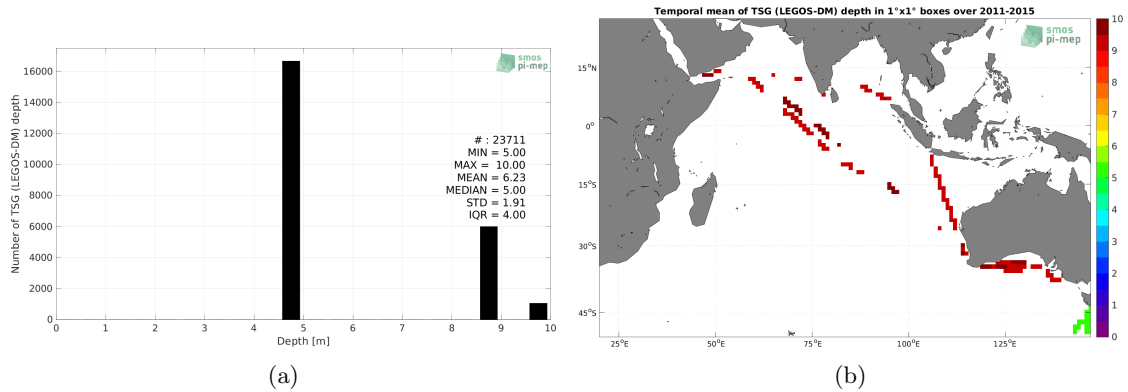 smos
pi-mep
16000
14000
12000
10000
8000
6000
4000
2000
0
Number of TSG (LEGOS-DM) depth
# : 23711
MIN = 5.00
MAX = 10.00
MEAN = 6.23
MEDIAN = 5.00
STD = 1.91
IQR = 4.00
0 1 2 3 4 5 6 7 8 9 10
Depth [m]
(a)
Temporal mean of TSG (LEGOS-DM) depth in 1°x1° boxes over 2011-2015
smos
pi-mep
15°N
0°
15°S
30°S
45°S
25°E 50°E 75°E 100°E 125°E
10
9
8
7
6
5
4
3
2
1
0
(b)